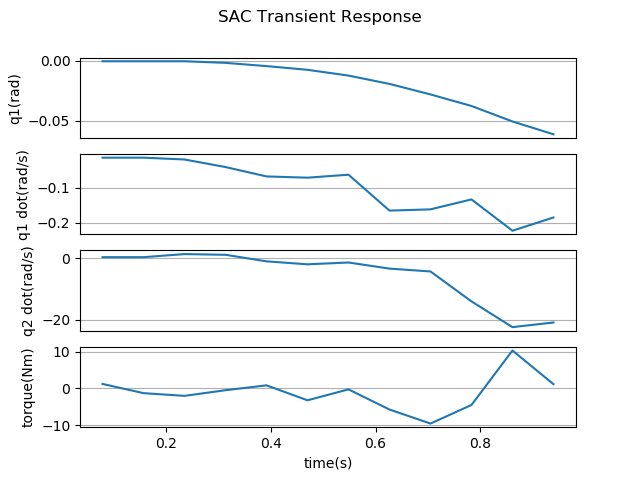 SAC Transient Response
q1(rad)
0.00
−0.05
q1 dot(rad/s)
−0.1
−0.2
q2 dot(rad/s)
0
−20
torque(Nm)
10
0
−10
0.2 0.4 0.6 0.8
time(s)